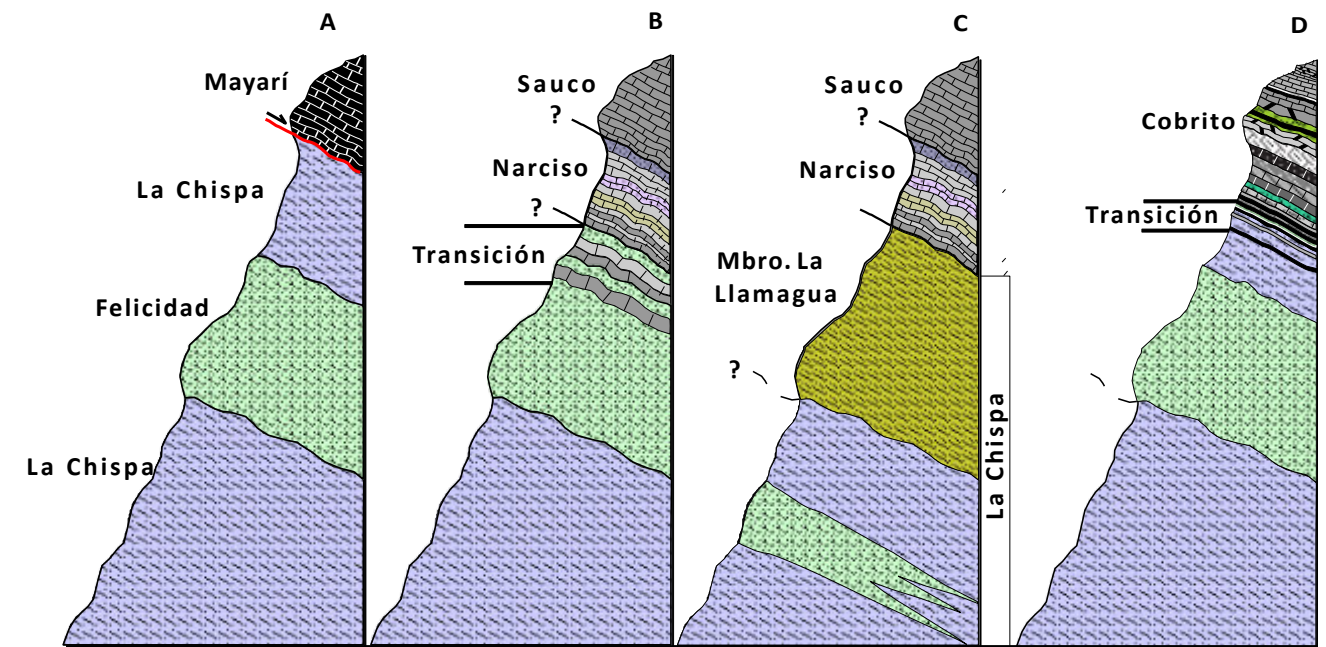 A
Mayarí
La Chispa
Felicidad
La Chispa
B
Sauco
?
Narciso
?
Transición
C
Sauco
?
Narciso
Mbro. La
Llamagua
?
La Chispa
D
Cobrito
Transición